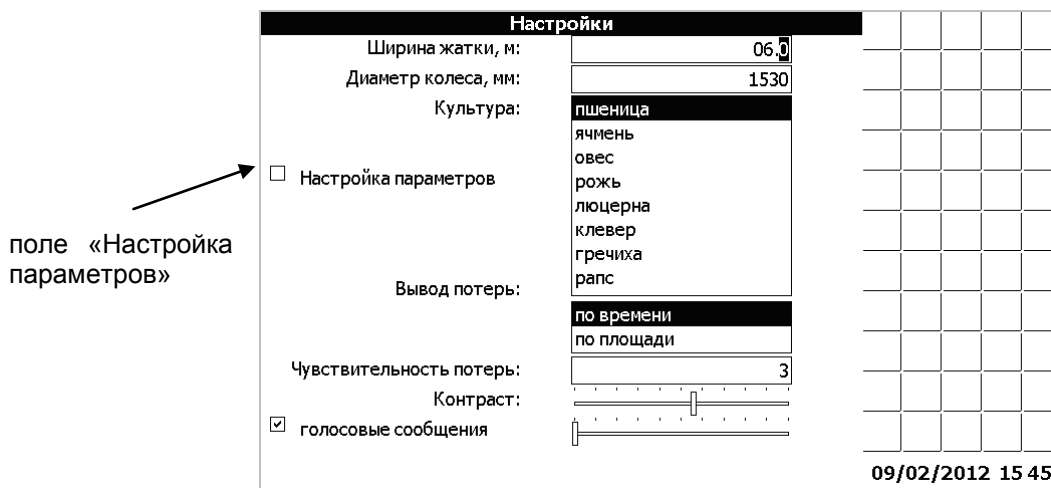 Настройки
Ширина жатки, м: 06.0
Диаметр колеса, мм: 1530
Культура: пшеница
ячмень
овес
Настройка параметров
рожь
люцерна
клевер
гречиха
рапс
поле «Настройка
параметров»
Вывод потерь:
по времени
по площади
Чувствительность потерь: 3
Контраст:
голосовые сообщения
09/02/2012 15 45